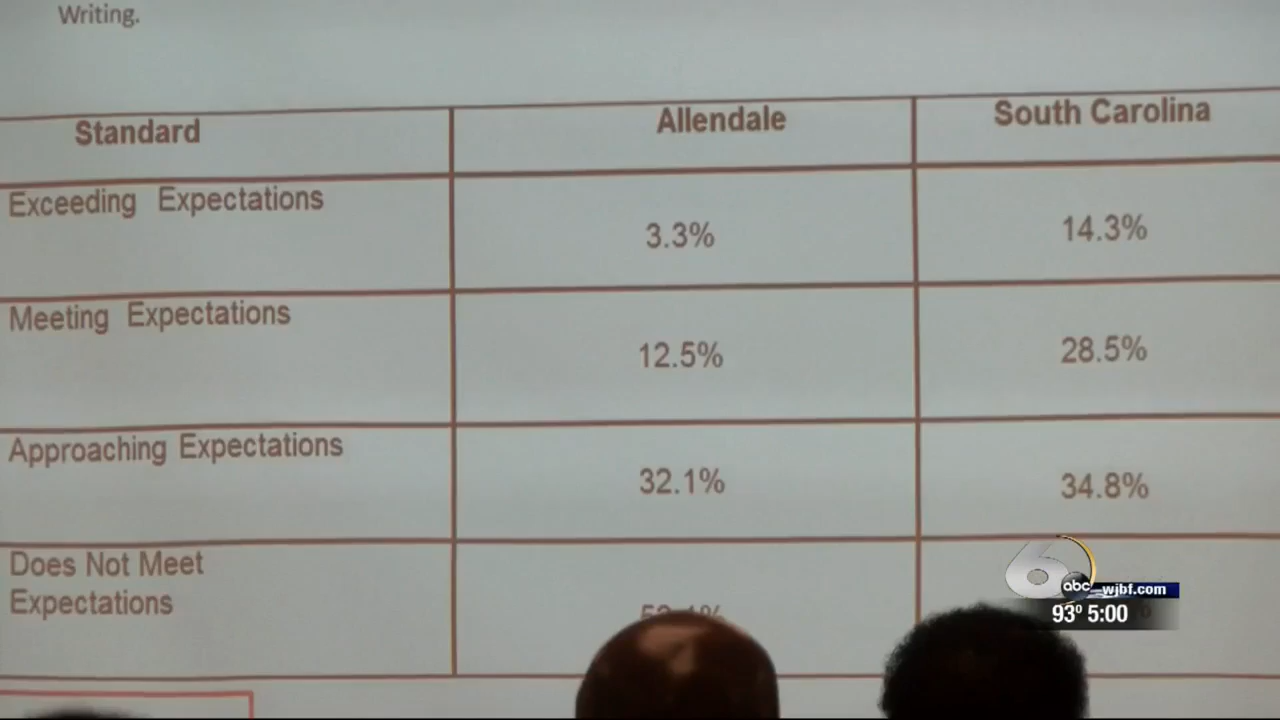 Writing.
Standard Allendale South Carolina
Exceeding Expectations 3.3% 14.3%
Meeting Expectations 12.5% 28.5%
Approaching Expectations 32.1% 34.8%
Does Not Meet
Expectations
6
abc wjbf.com
93° 5:00